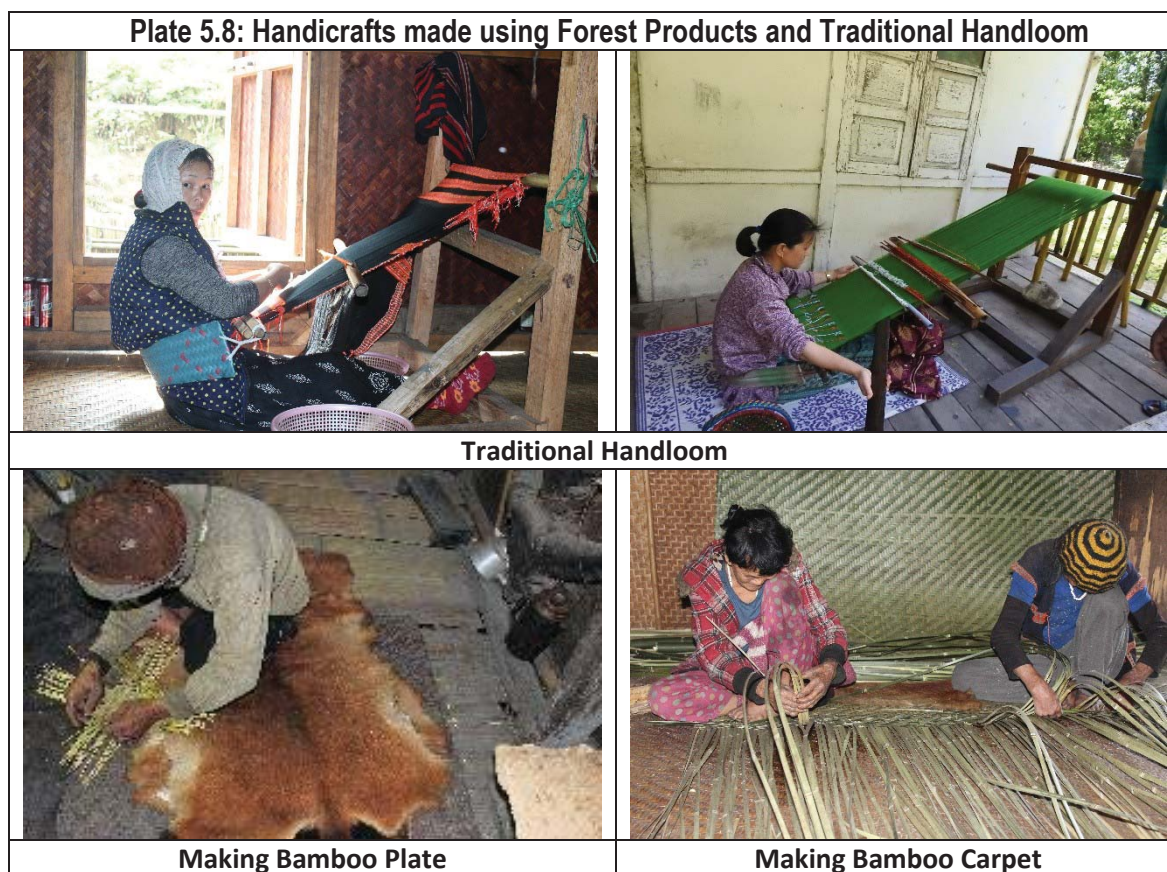 Plate 5.8: Handicrafts made using Forest Products and Traditional Handloom
Traditional Handloom
Making Bamboo Plate
Making Bamboo Carpet